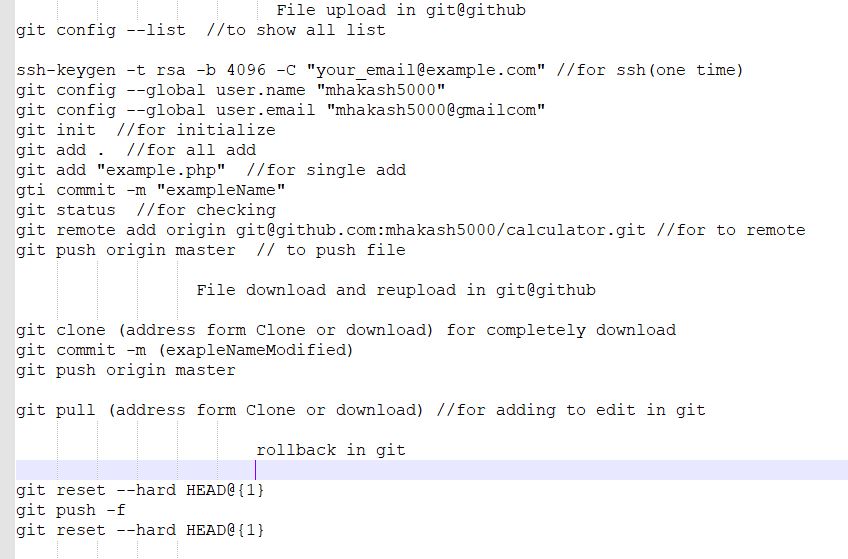 File upload in git@github
git config --list  //to show all list
ssh-keygen -t rsa -b 4096 -C "your_email@example.com" //for ssh(one time)
git config --global user.name "mhakash5000"
git config --global user.email "mhakash5000@gmailcom"
git init  //for initialize
git add .  //for all add
git add "example.php"  //for single add
gti commit -m "exampleName"
git status  //for checking
git remote add origin git@github.com:mhakash5000/calculator.git //for to remote
git push origin master  // to push file
File download and reupload in git@github
git clone (address form Clone or download) for completely download
git commit -m (exapleNameModified)
git push origin master
git pull (address form Clone or download) //for adding to edit in git
rollback in git
git reset --hard HEAD@{1}
git push -f
git reset --hard HEAD@{1}